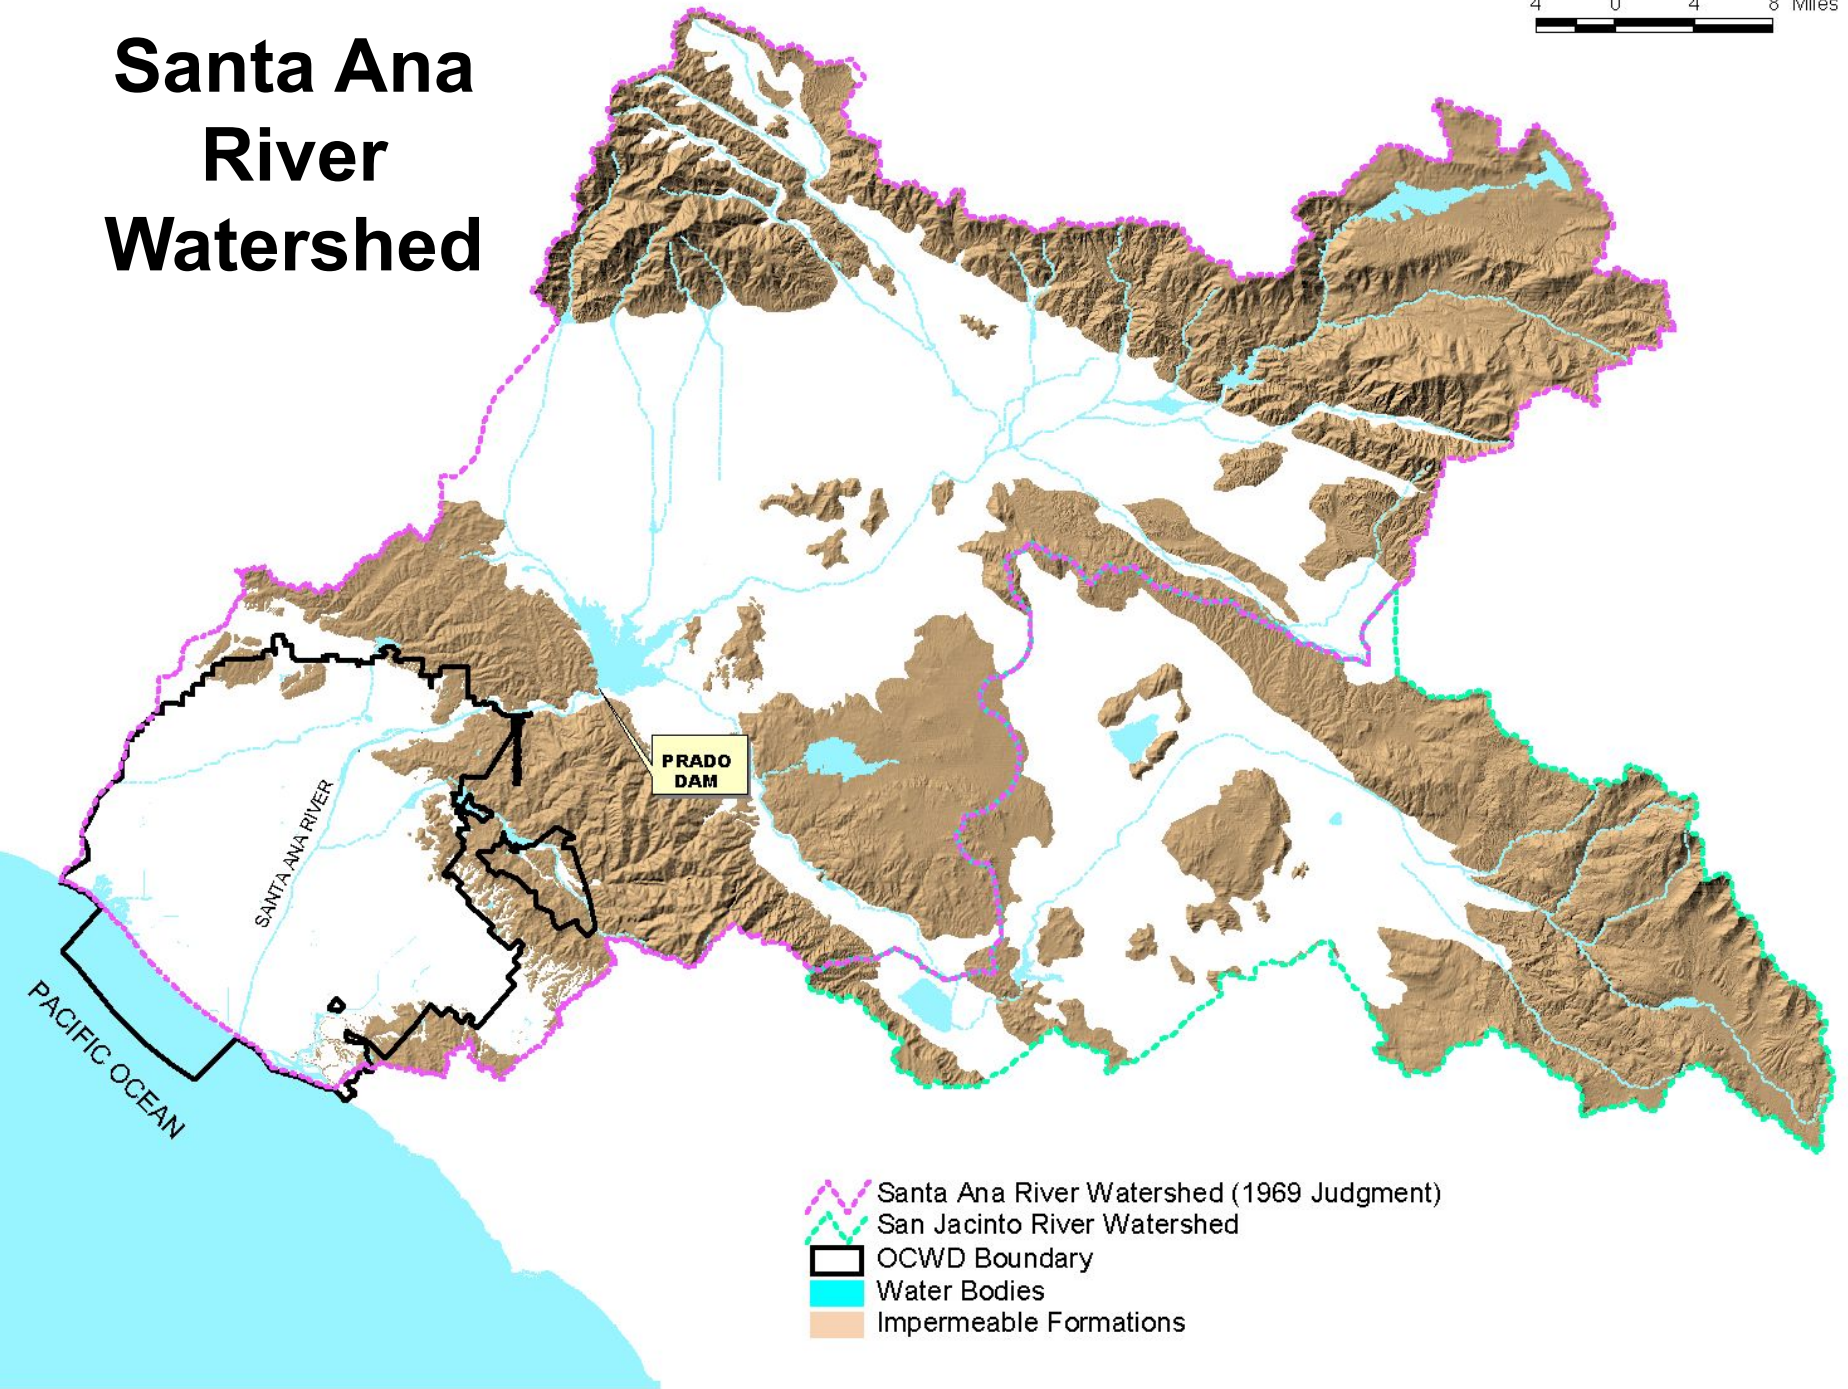 Santa Ana
River
Watershed
4 0 4 8 Miles
PRADO
DAM
SANTA ANA RIVER
PACIFIC OCEAN
Santa Ana River Watershed (1969 Judgment)
San Jacinto River Watershed
OCWD Boundary
Water Bodies
Impermeable Formations